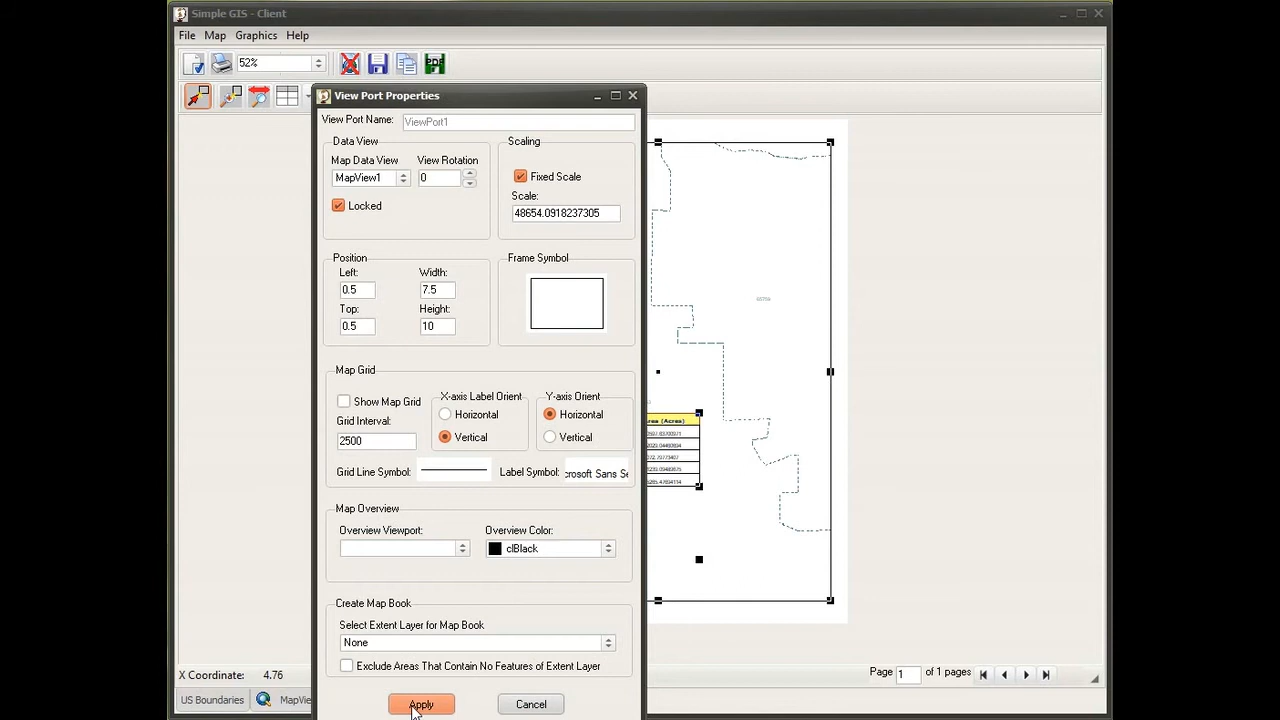 Simple GIS - Client
File Map Graphics Help
52%
PDF
View Port Properties
View Port Name: ViewPort1
Data View
Scaling
Map Data View View Rotation
MapView1 0
Fixed Scale
Locked
Scale:
48654.0918237305
Position
Frame Symbol
Left: Width:
0.5 7.5
Top: Height:
0.5 10
Map Grid
Show Map Grid
X-axis Label Orient
Y-axis Orient
Horizontal
Horizontal
Grid Interval:
2500
Vertical
Vertical
Grid Line Symbol:
Label Symbol: crosoft Sans Se
Map Overview
Overview Viewport: Overview Color:
clBlack
Create Map Book
Select Extent Layer for Map Book
None
Exclude Areas That Contain No Features of Extent Layer
Apply Cancel
rea (Acres)
X Coordinate: 4.76
Page 1 of 1 pages
US Boundaries MapVie